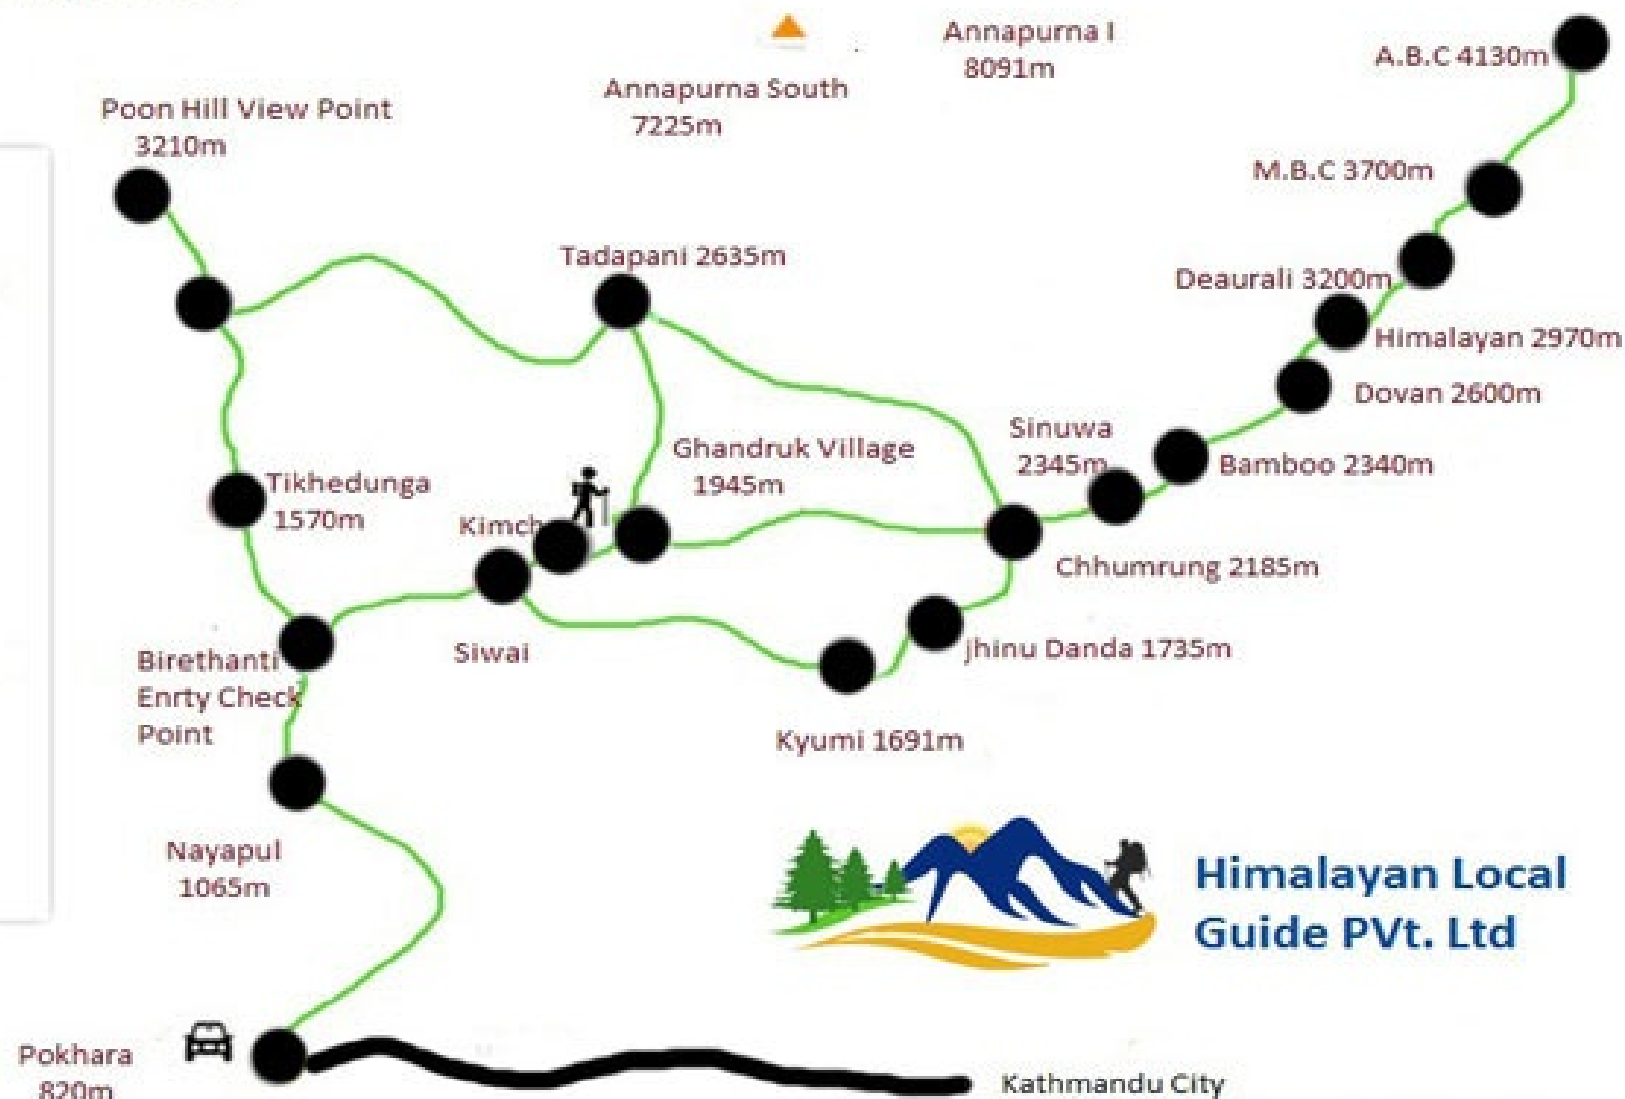 Annapurna I
8091m
A.B.C 4130m
Annapurna South
7225m
Poon Hill View Point
3210m
M.B.C 3700m
Tadapani 2635m
Deaurali 3200m
Himalayan 2970m
Dovan 2600m
Sinuwa
2345m
Bamboo 2340m
Ghandruk Village
1945m
Tikhedunga
1570m
Kimch
Chhumrung 2185m
Siwai
jhinu Danda 1735m
Birethanti
Enrty Check
Point
Kyumi 1691m
Nayapul
1065m
Himalayan Local
Guide PVt. Ltd
Pokhara
820m
Kathmandu City